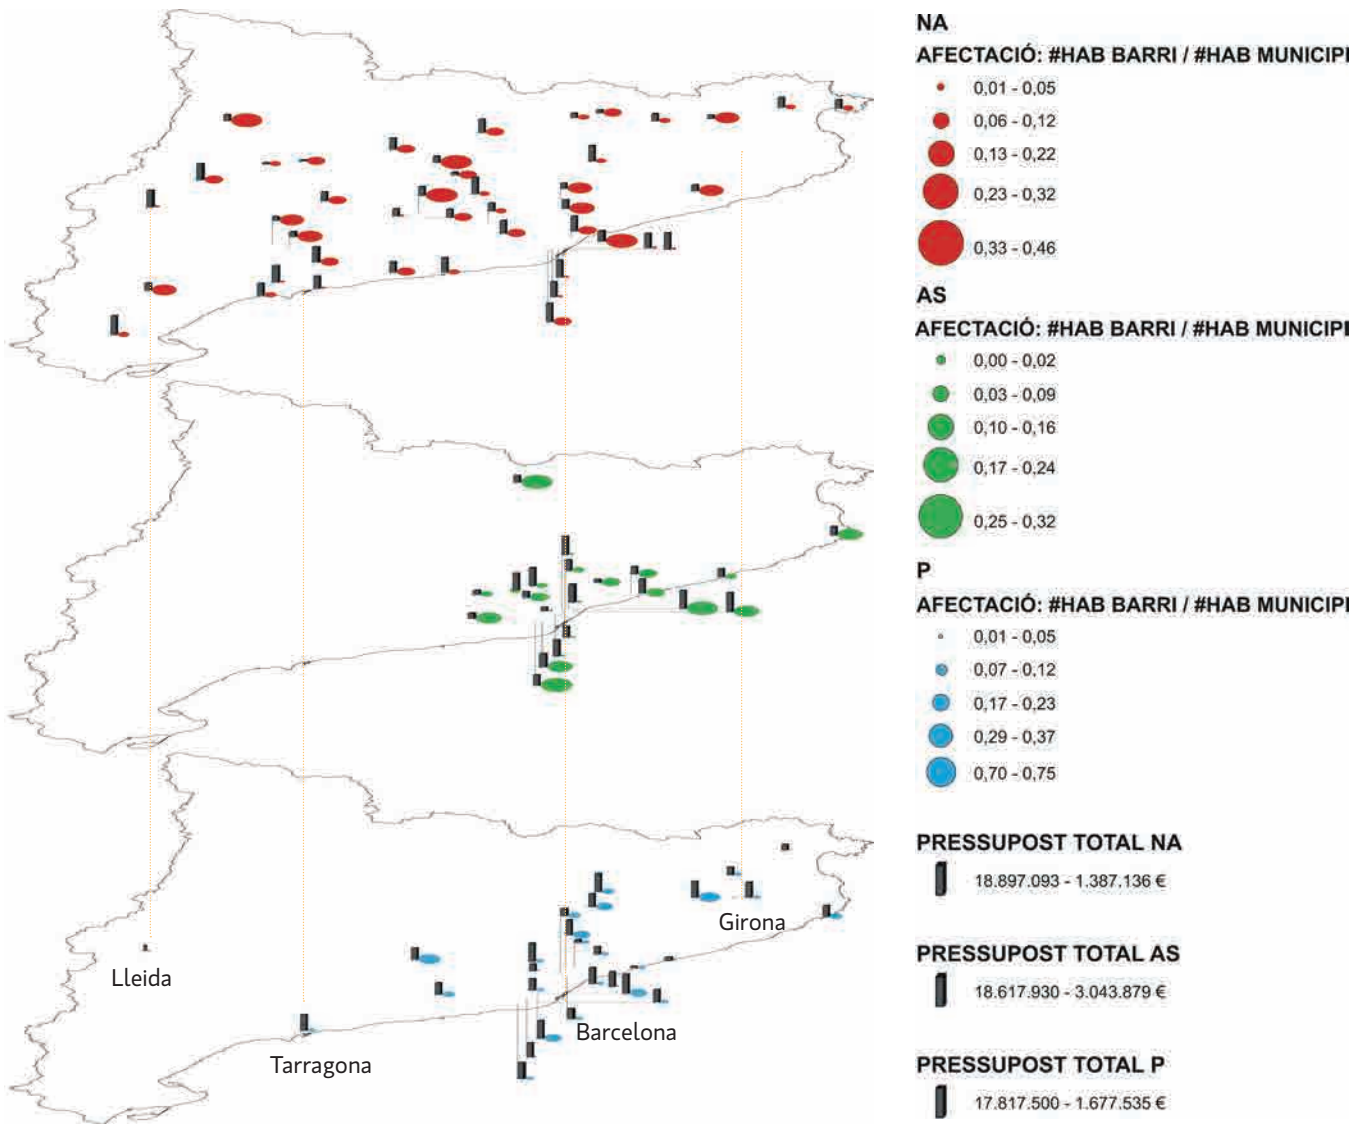 NA
AFECTACIÓ: #HAB BARRI / #HAB MUNICIPI
0,01 - 0,05
0,06 - 0,12
0,13 - 0,22
0,23 - 0,32
0,33 - 0,46
AS
AFECTACIÓ: #HAB BARRI / #HAB MUNICIPI
0,00 - 0,02
0,03 - 0,09
0,10 - 0,16
0,17 - 0,24
0,25 - 0,32
P
AFECTACIÓ: #HAB BARRI / #HAB MUNICIPI
0,01 - 0,05
0,07 - 0,12
0,17 - 0,23
0,29 - 0,37
0,70 - 0,75
PRESSUPOST TOTAL NA
18.897.093 - 1.387.136 €
PRESSUPOST TOTAL AS
18.617.930 - 3.043.879 €
PRESSUPOST TOTAL P
17.817.500 - 1.677.535 €
Girona
Lleida
Barcelona
Tarragona